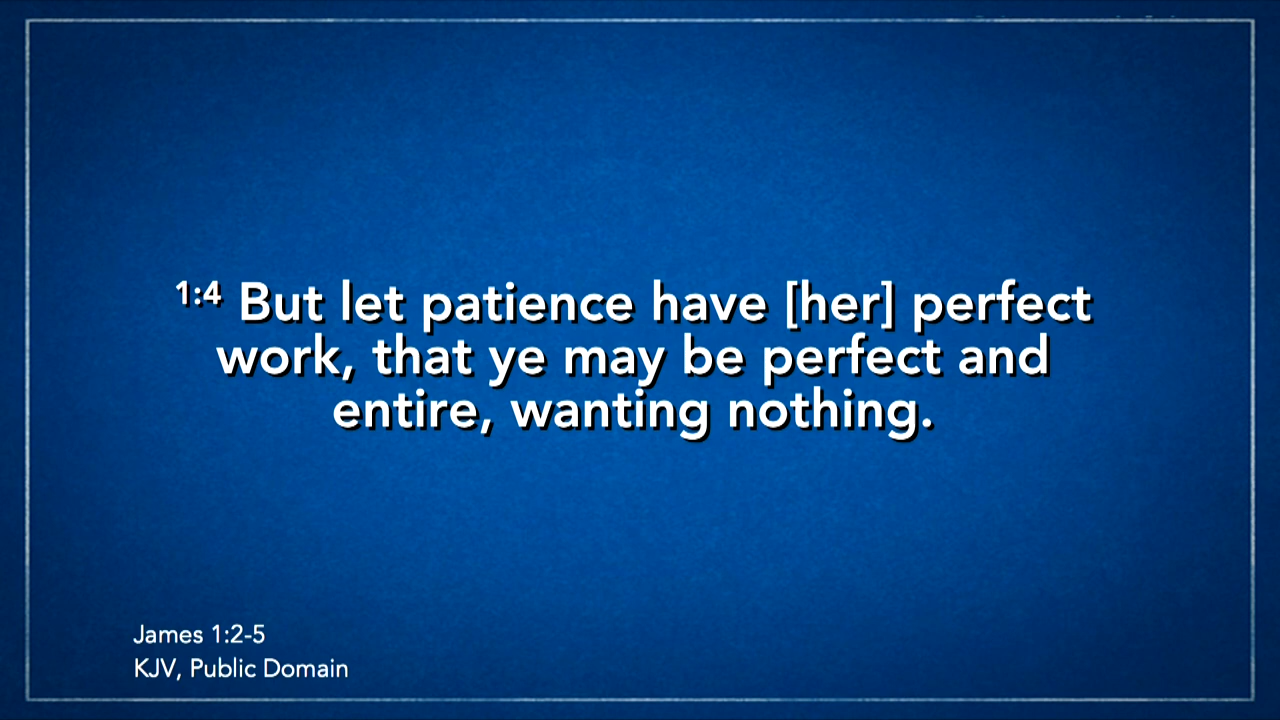 1:4 But let patience have [her] perfect
work, that ye may be perfect and
entire, wanting nothing.
James 1:2-5
KJV, Public Domain